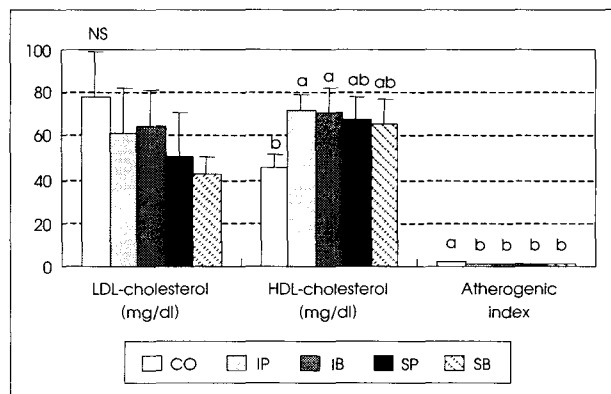 NS
100
80
60
40
20
0
b a a ab ab
a b b b b
LDL-cholesterol
(mg/dl)
HDL-cholesterol
(mg/dl)
Atherogenic
index
CO IP IB SP SB